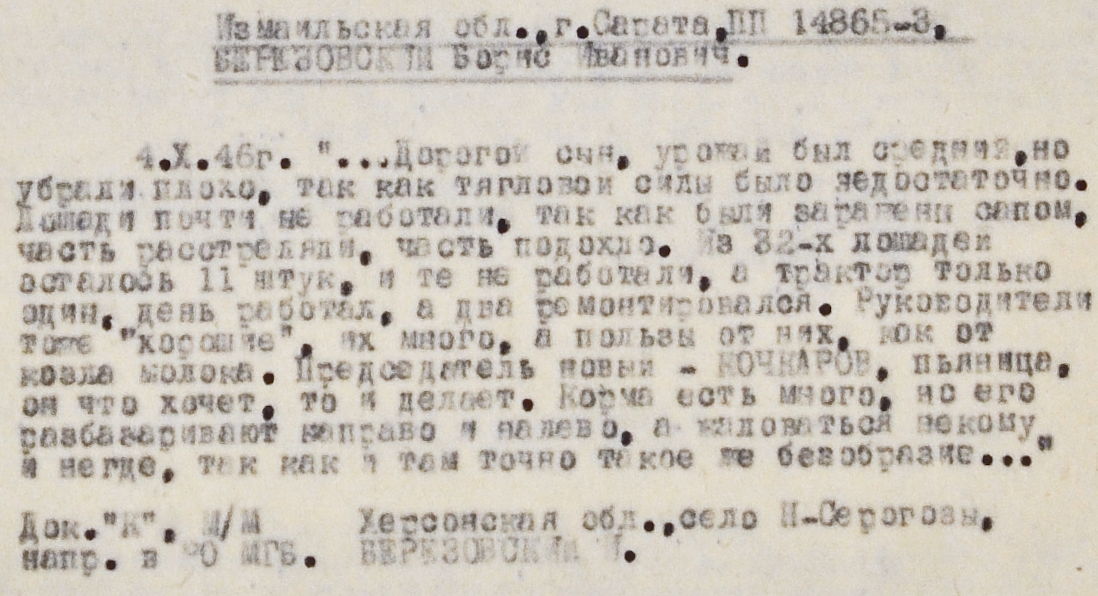 Измаильская обл., г.Сарата,ПП 14865-3,
БЕРЕЗОВСКИЙ Борис Иванович.
4.X.46г. "...Дорогой сын, урожай был средний,но
убрали плохо, так как тягловой силы было недостаточно.
Лошади почти не работали, так как были заражены сапом,
часть расстреляли, часть подохло. Из 32-х лошадей
осталось 11 штук, и те не работали, а трактор только
один, день работал, а два ремонтировался. Руководители
тоже "хорошие", их много, а пользы от них, как от
козла молока. Председатель новый - КОЧКАРОВ, пьяница,
он что хочет, то и делает. Корма есть много, но его
разбазаривают направо и налево, а жаловаться некому
и негде, так как и там точно такое же безобразие..."
Док."К", М/М Херсонская обл.,село Н-Серогозы,
напр. в РО МГБ. БЕРЕЗОВСКИЙ И.